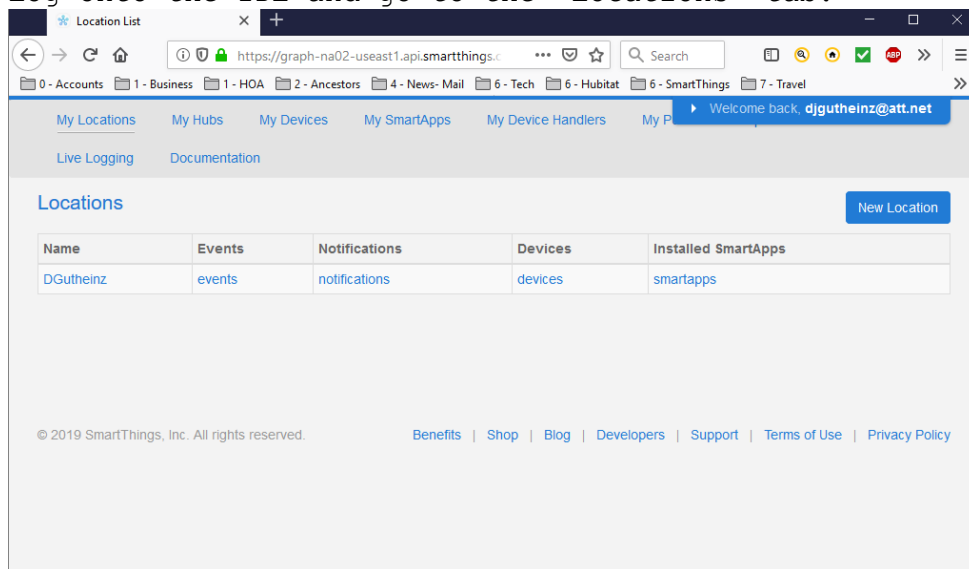 Location List
https://graph-na02-useast1.api.smartthings.c
Search
0 - Accounts 1 - Business 1 - HOA 2 - Ancestors 4 - News- Mail 6 - Tech 6 - Hubitat 6 - SmartThings 7 - Travel
Welcome back, djgutheinz@att.net
My Locations My Hubs My Devices My SmartApps My Device Handlers My P
Live Logging Documentation
Locations
New Location
Name Events Notifications Devices Installed SmartApps
DGutheinz events notifications devices smartapps
© 2019 SmartThings, Inc. All rights reserved. Benefits | Shop | Blog | Developers | Support | Terms of Use | Privacy Policy